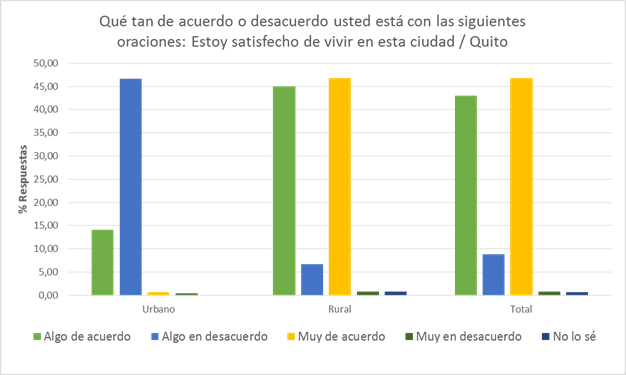 Qué tan de acuerdo o desacuerdo usted está con las siguientes
oraciones: Estoy satisfecho de vivir en esta ciudad / Quito
50,00
45,00
40,00
35,00
30,00
25,00
20,00
15,00
10,00
5,00
0,00
% Respuestas
Urbano Rural Total
Algo de acuerdo Algo en desacuerdo Muy de acuerdo Muy en desacuerdo No lo sé